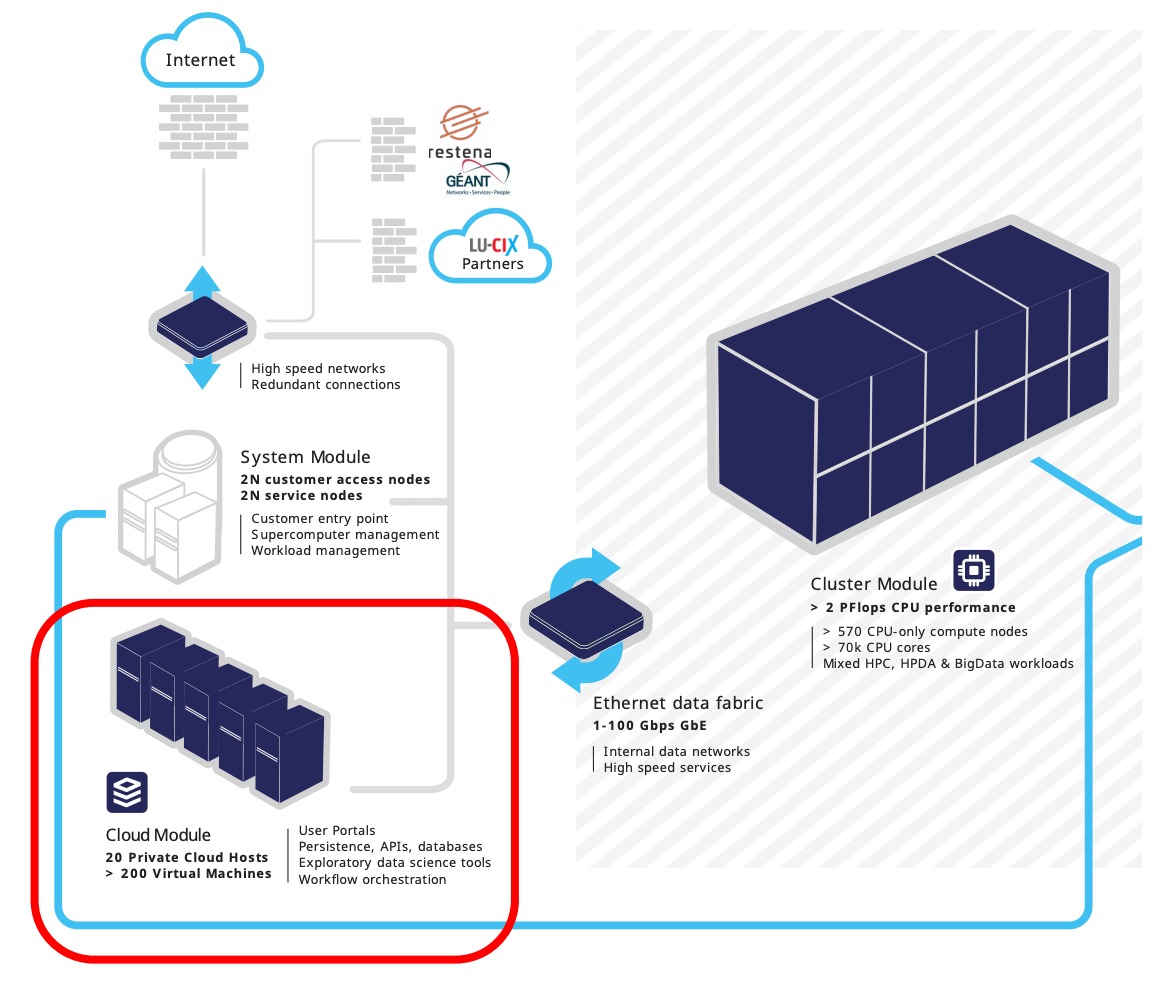 Internet
restena
GÉANT
Networks • Services • People
LU-CIX
Partners
High speed networks
Redundant connections
System Module
2N customer access nodes
2N service nodes
Customer entry point
Supercomputer management
Workload management
Cluster Module
> 2 PFlops CPU performance
> 570 CPU-only compute nodes
> 70k CPU cores
Mixed HPC, HPDA & BigData workloads
Ethernet data fabric
1-100 Gbps GbE
Internal data networks
High speed services
Cloud Module
20 Private Cloud Hosts
> 200 Virtual Machines
User Portals
Persistence, APIs, databases
Exploratory data science tools
Workflow orchestration